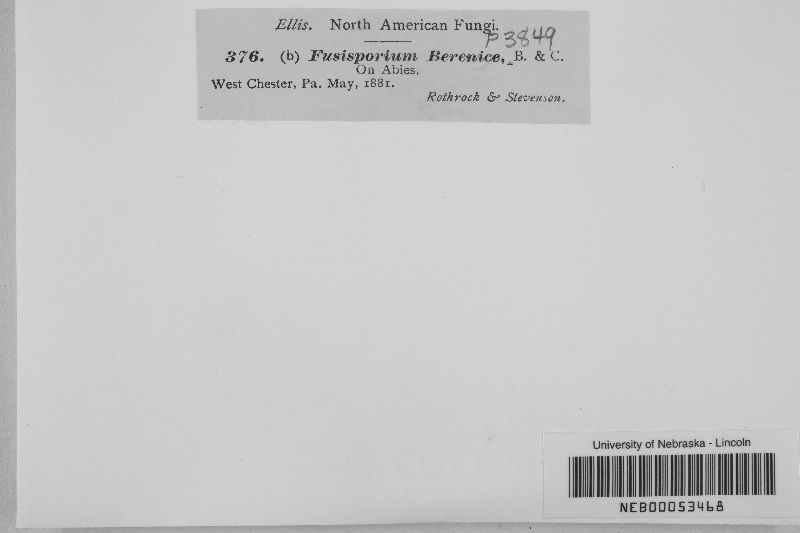 Ellis. North American Fungi.
P3849
376. (b) Fusisporium Berenice, B. & C.
On Abies.
West Chester, Pa. May, 1881.
Rothrock & Stevenson.
University of Nebraska - Lincoln
NEB00053468